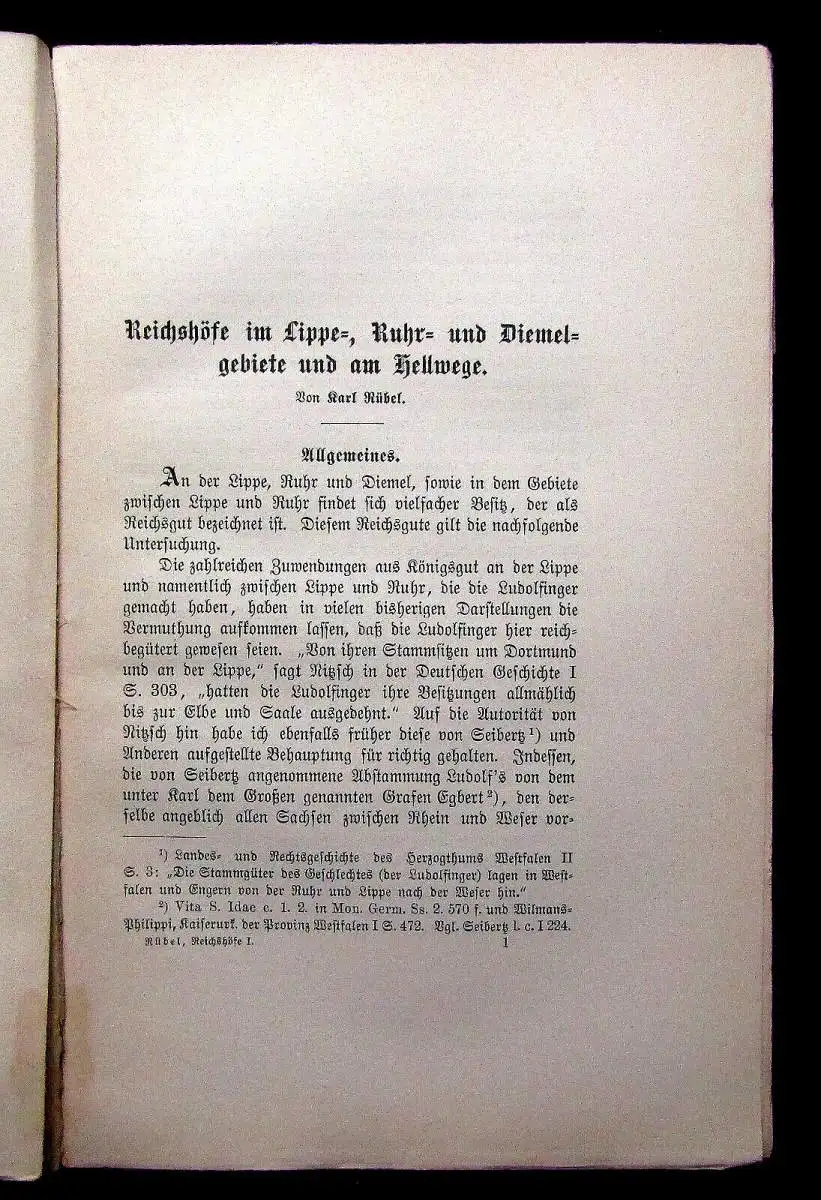 Reichshöfe im Lippe-, Ruhr- und Diemel-
gebiete und am Hellwege.
Von Karl Rübel.
Allgemeines.
An der Lippe, Ruhr und Diemel, sowie in dem Gebiete
zwischen Lippe und Ruhr findet sich vielfacher Besitz, der als
Reichsgut bezeichnet ist. Diesem Reichsgute gilt die nachfolgende
Untersuchung.
Die zahlreichen Zuwendungen aus Königsgut an der Lippe
und namentlich zwischen Lippe und Ruhr, die die Ludolfinger
gemacht haben, haben in vielen bisherigen Darstellungen die
Vermuthung aufkommen lassen, daß die Ludolfinger hier reich-
begütert gewesen seien. „Von ihren Stammsitzen um Dortmund
und an der Lippe,“ sagt Nitzsch in der Deutschen Geschichte I
S. 303, „hatten die Ludolfinger ihre Besitzungen allmählich
bis zur Elbe und Saale ausgedehnt.“ Auf die Autorität von
Nitzsch hin habe ich ebenfalls früher diese von Seibertz¹) und
Anderen aufgestellte Behauptung für richtig gehalten. Indessen,
die von Seibertz angenommene Abstammung Ludolf's von dem
unter Karl dem Großen genannten Grafen Egbert²), den der-
selbe angeblich allen Sachsen zwischen Rhein und Weser vor-
¹) Landes- und Rechtsgeschichte des Herzogthums Westfalen II
S. 3: „Die Stammgüter des Geschlechtes (der Ludolfinger) lagen in West-
falen und Engern von der Ruhr und Lippe nach der Weser hin.“
²) Vita S. Idae c. 1. 2. in Mon. Germ. Ss. 2. 570 f. und Wilmans-
Philippi, Kaiserurk. der Provinz Westfalen I S. 472. Vgl. Seibertz l. c. I 224.
Rübel, Reichshöfe I. 1